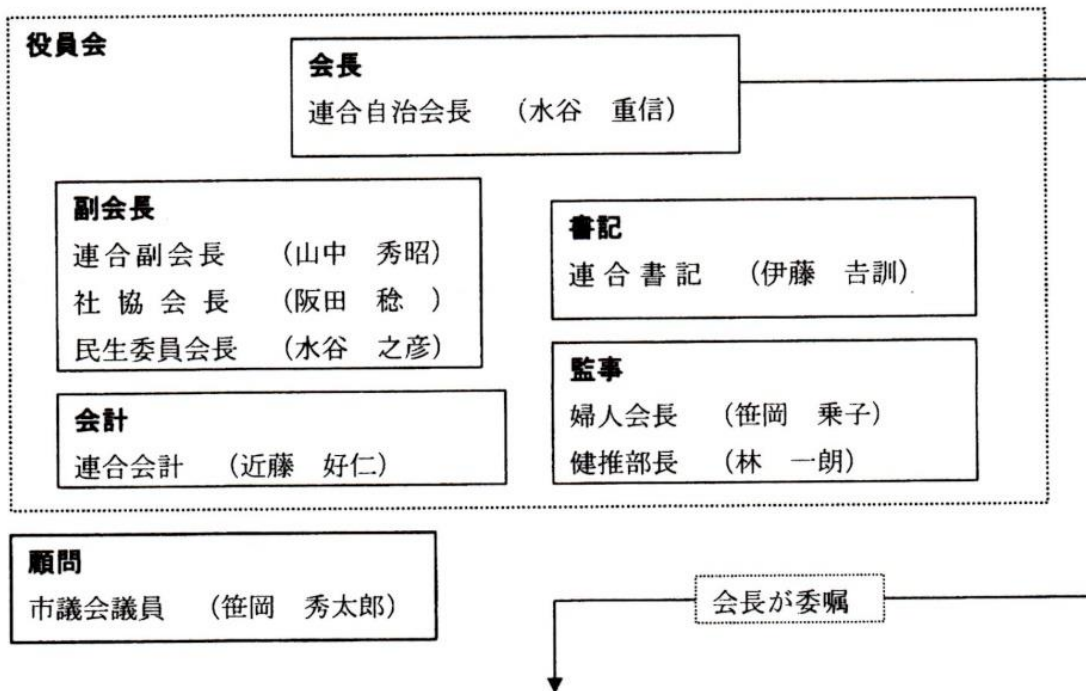 役員会
会長
連合自治会長 （水谷 重信）
副会長
連合副会長 （山中 秀昭）
社協会長 （阪田 稔 ）
民生委員会長 （水谷 之彦）
書記
連合書記 （伊藤 𠮷訓）
会計
連合会計 （近藤 好仁）
監事
婦人会長 （笹岡 乗子）
健推部長 （林 一朗）
顧問
市議会議員 （笹岡 秀太郎）
会長が委嘱